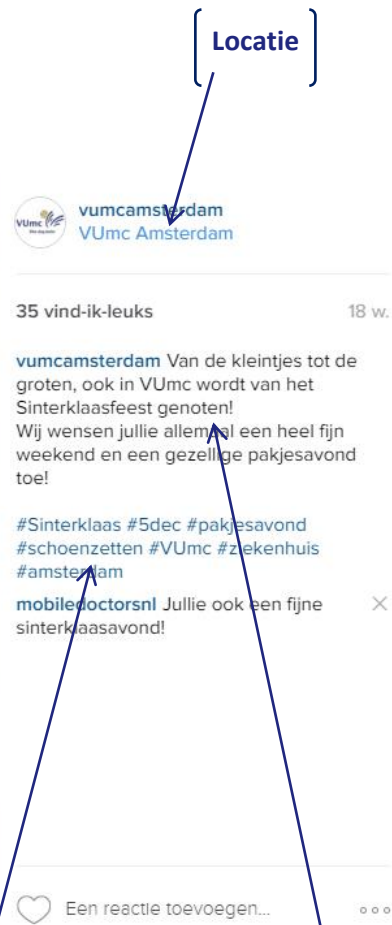 Locatie
VUmc
vumcamsterdam
VUmc Amsterdam
35 vind-ik-leuks 18 w.
vumcamsterdam Van de kleintjes tot de
groten, ook in VUmc wordt van het
Sinterklaasfeest genoten!
Wij wensen jullie allemaal een heel fijn
weekend en een gezellige pakjesavond
toe!
#Sinterklaas #5dec #pakjesavond
#schoenzetten #VUmc #ziekenhuis
#amsterdam
mobiledoctorsnl Jullie ook een fijne
sinterklaasavond!
Een reactie toevoegen...